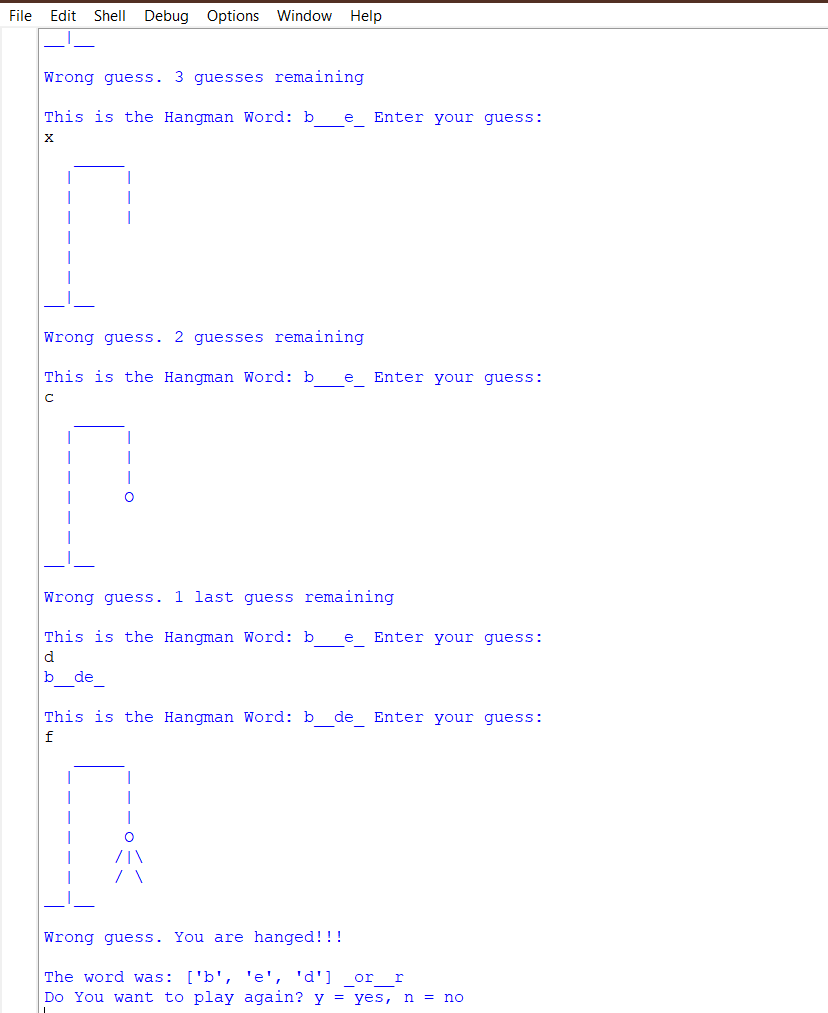 File Edit Shell Debug Options Window Help
__|__
Wrong guess. 3 guesses remaining
This is the Hangman Word: b___e_ Enter your guess:
x
   _____
  |     |
  |     |
  |     |
  |
  |
  |
__|__
Wrong guess. 2 guesses remaining
This is the Hangman Word: b___e_ Enter your guess:
c
   _____
  |     |
  |     |
  |     |
  |     O
  |
  |
__|__
Wrong guess. 1 last guess remaining
This is the Hangman Word: b___e_ Enter your guess:
d
b__de_
This is the Hangman Word: b__de_ Enter your guess:
f
   _____
  |     |
  |     |
  |     |
  |     O
  |    /|\
  |    / \
__|__
Wrong guess. You are hanged!!!
The word was: ['b', 'e', 'd'] _or__r
Do You want to play again? y = yes, n = no